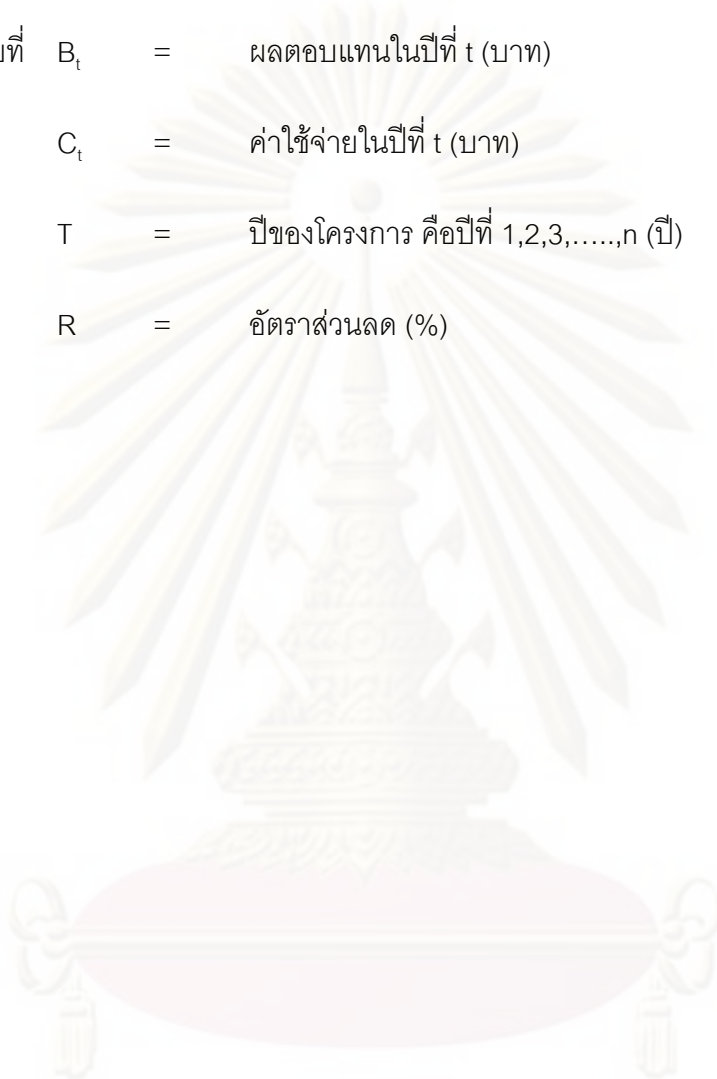 B_t = ผลตอบแทนในปีที่ t (บาท)
C_t = ค่าใช้จ่ายในปีที่ t (บาท)
T = ปีของโครงการ คือปีที่ 1,2,3,.....,n (ปี)
R = อัตราส่วนลด (%)